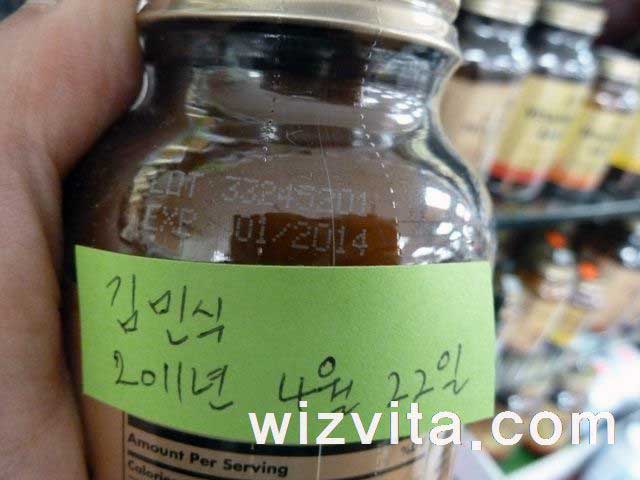 LOT 33245301
EXP 01/2014
김민식
2011년 4월 22일
wizvita.com
Amount Per Serving